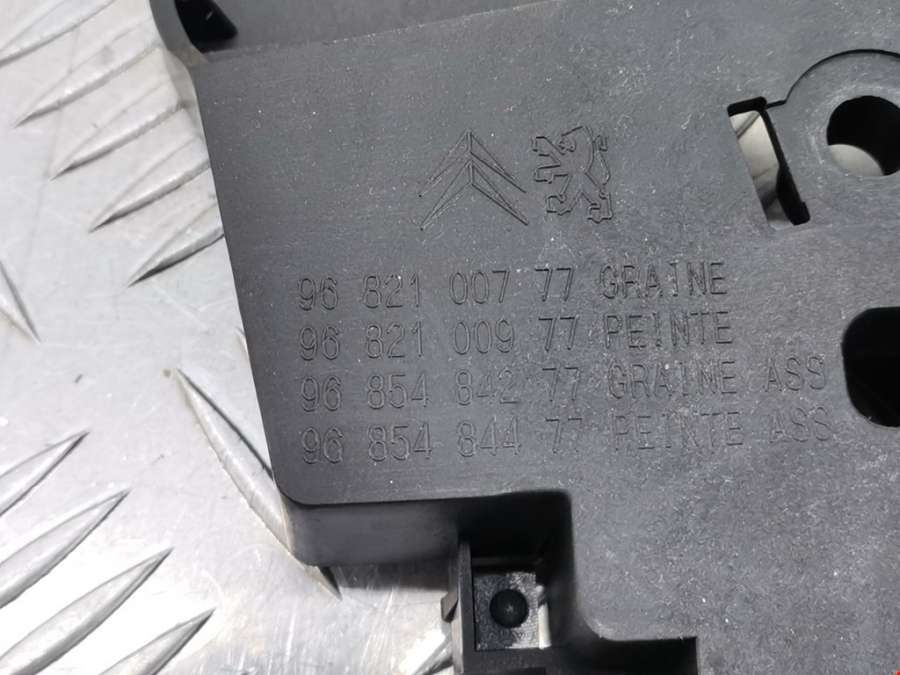 96 821 007 77 GRAINE
96 821 009 77 PEINTE
96 854 842 77 GRAINE ASS
96 854 844 77 PEINTE ASS